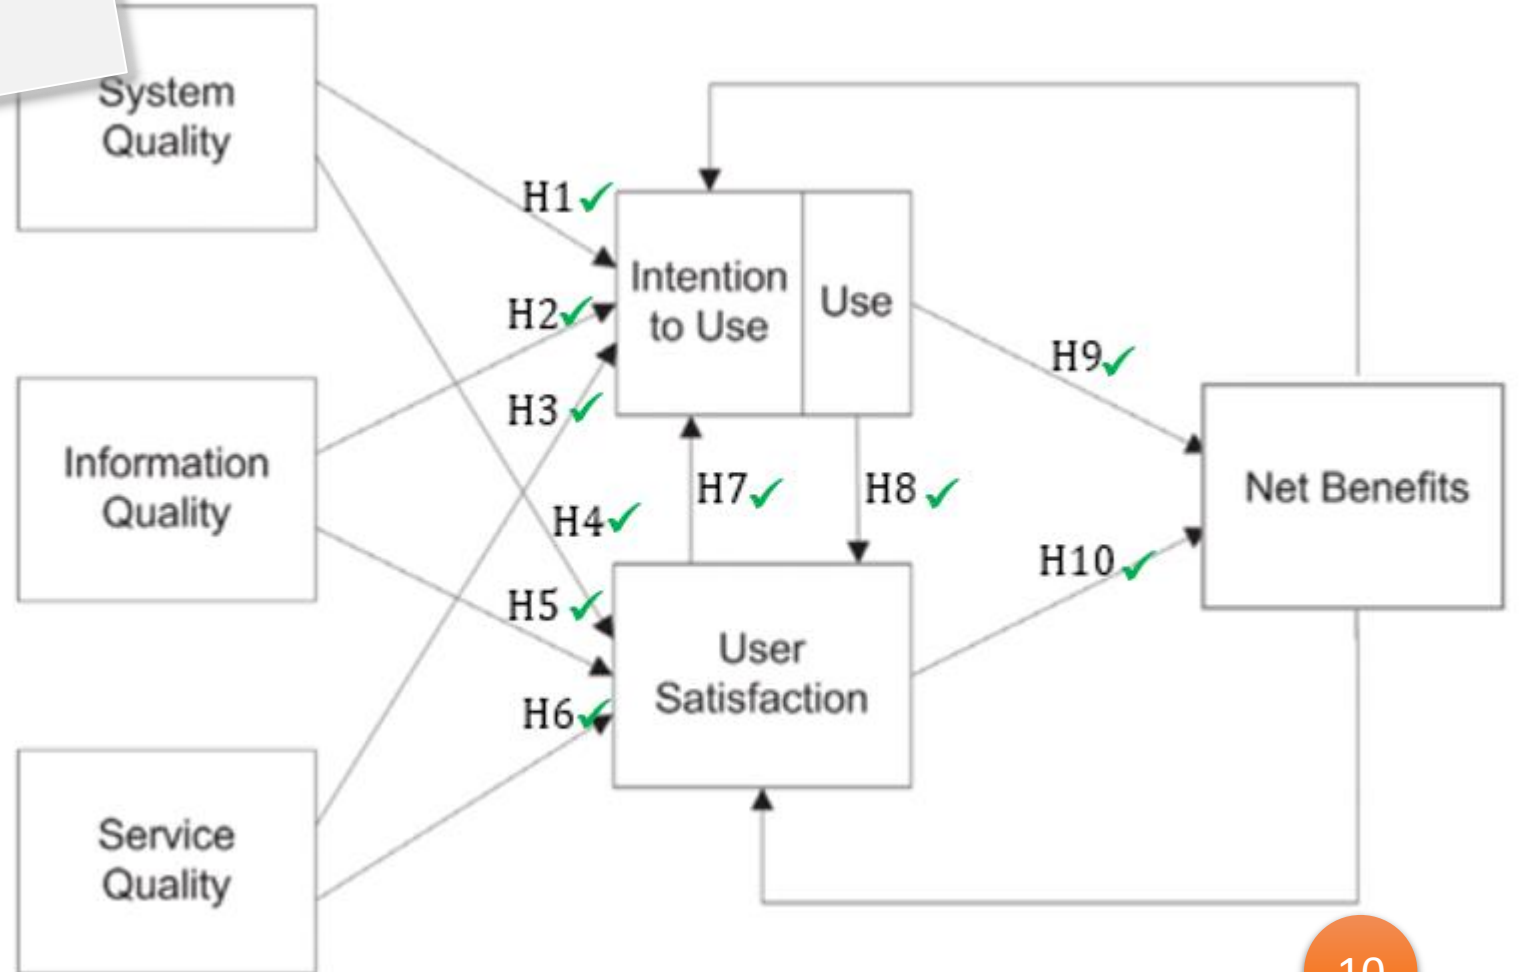 System
Quality
H1
Intention
to Use
Use
H2
H3
H9
Information
Quality
Net Benefits
H7
H8
H4
H10
H5
User
Satisfaction
H6
Service
Quality
10